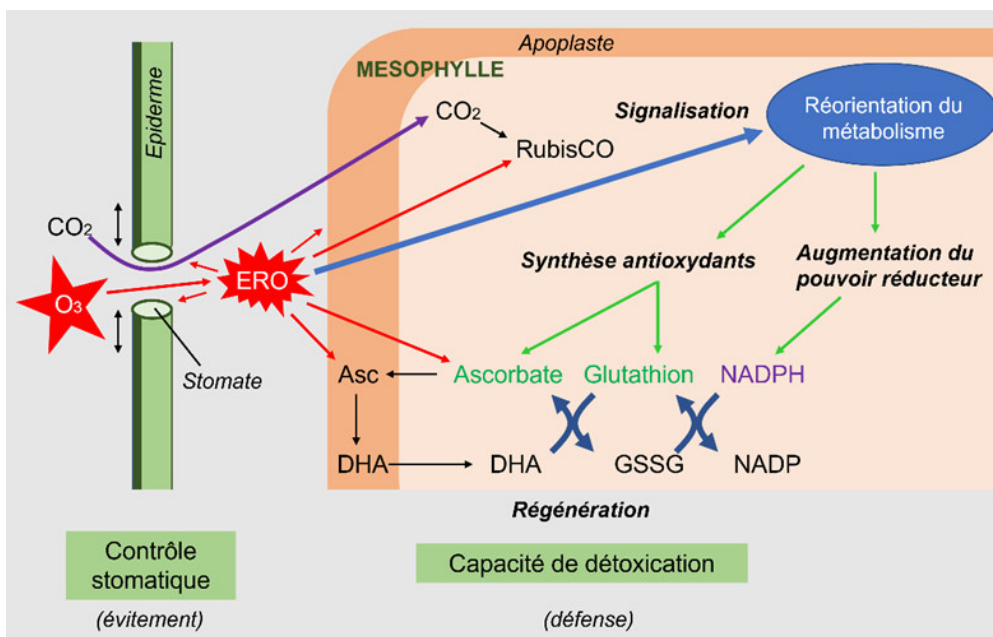 Apoplaste
MESOPHYLLE
Epiderme
CO2
Signalisation
Réorientation du
métabolisme
RubisCO
CO2
O3
ERO
Synthèse antioxydants
Augmentation du
pouvoir réducteur
Stomate
Asc
Ascorbate
Glutathion
NADPH
DHA
DHA
GSSG
NADP
Régénération
Contrôle
stomatique
Capacité de détoxication
(évitement)
(défense)